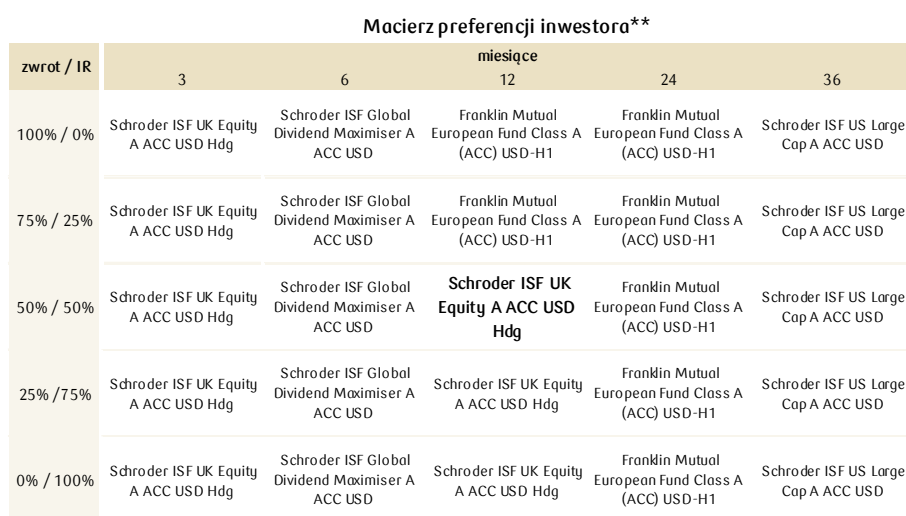 Macierz preferencji inwestora**
zwrot / IR
miesiące
3 6 12 24 36
100% / 0%
Schroder ISF UK Equity
A ACC USD Hdg
Schroder ISF Global
Dividend Maximiser A
ACC USD
Franklin Mutual
European Fund Class A
(ACC) USD-H1
Franklin Mutual
European Fund Class A
(ACC) USD-H1
Schroder ISF US Large
Cap A ACC USD
75% / 25%
Schroder ISF UK Equity
A ACC USD Hdg
Schroder ISF Global
Dividend Maximiser A
ACC USD
Franklin Mutual
European Fund Class A
(ACC) USD-H1
Franklin Mutual
European Fund Class A
(ACC) USD-H1
Schroder ISF US Large
Cap A ACC USD
50% / 50%
Schroder ISF UK Equity
A ACC USD Hdg
Schroder ISF Global
Dividend Maximiser A
ACC USD
Schroder ISF UK
Equity A ACC USD
Hdg
Franklin Mutual
European Fund Class A
(ACC) USD-H1
Schroder ISF US Large
Cap A ACC USD
25% /75%
Schroder ISF UK Equity
A ACC USD Hdg
Schroder ISF Global
Dividend Maximiser A
ACC USD
Schroder ISF UK Equity
A ACC USD Hdg
Franklin Mutual
European Fund Class A
(ACC) USD-H1
Schroder ISF US Large
Cap A ACC USD
0% / 100%
Schroder ISF UK Equity
A ACC USD Hdg
Schroder ISF Global
Dividend Maximiser A
ACC USD
Schroder ISF UK Equity
A ACC USD Hdg
Franklin Mutual
European Fund Class A
(ACC) USD-H1
Schroder ISF US Large
Cap A ACC USD